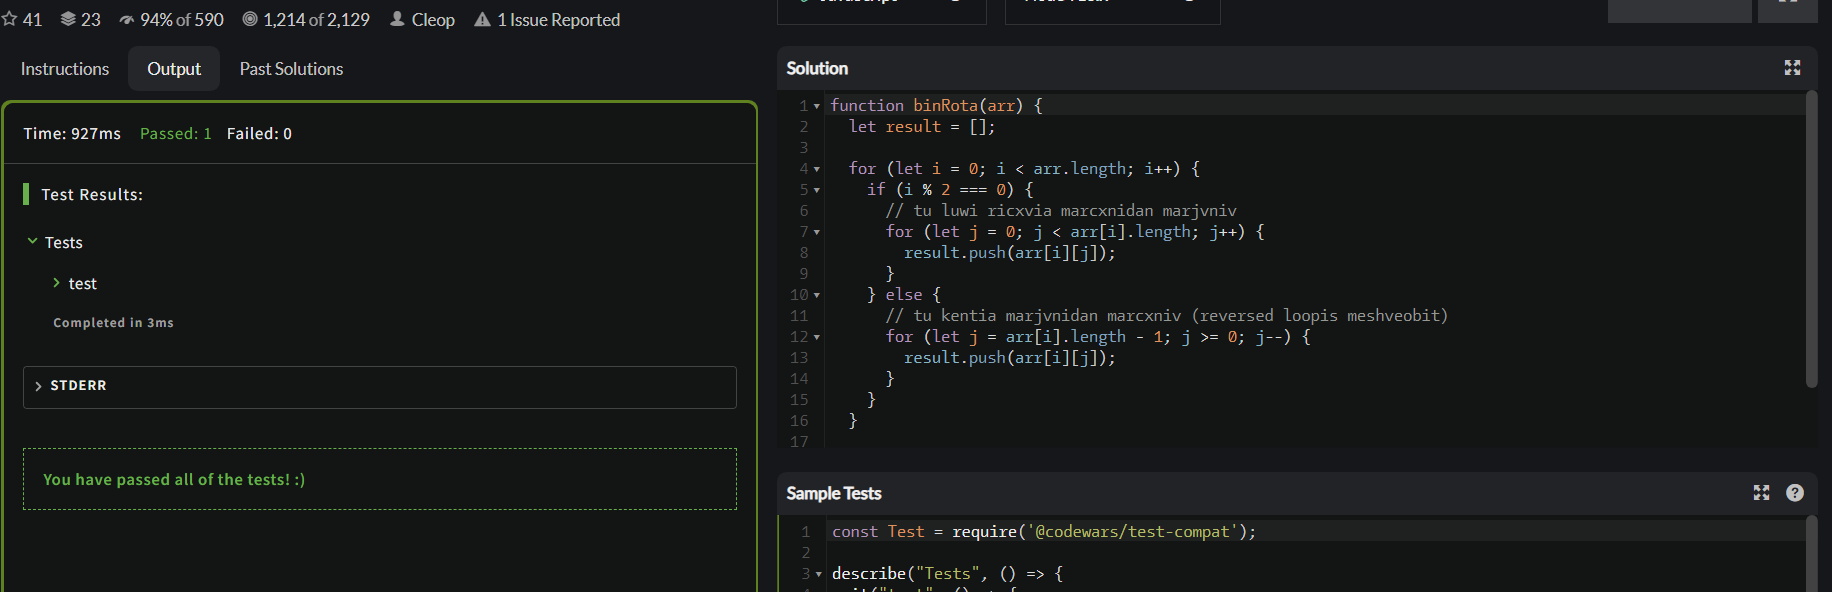 41 23 94% of 590 1,214 of 2,129 Cleop 1 Issue Reported
Instructions Output Past Solutions
Time: 927ms Passed: 1 Failed: 0
Test Results:
Tests
test
Completed in 3ms
STDERR
You have passed all of the tests! :)
Solution
1 function binRota(arr) {
2 let result = [];
3
4 for (let i = 0; i < arr.length; i++) {
5 if (i % 2 === 0) {
6 // tu luwi ricxvia marcxnidan marjvniv
7 for (let j = 0; j < arr[i].length; j++) {
8 result.push(arr[i][j]);
9 }
10 } else {
11 // tu kentia marjvnidan marcxniv (reversed loopis meshveobit)
12 for (let j = arr[i].length - 1; j >= 0; j--) {
13 result.push(arr[i][j]);
14 }
15 }
16 }
17
Sample Tests
1 const Test = require('@codewars/test-compat');
2
3 describe("Tests", () => {